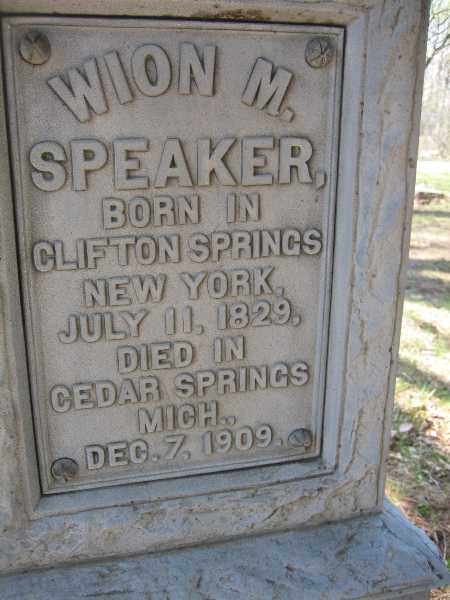 WION M.
SPEAKER,
BORN IN
CLIFTON SPRINGS
NEW YORK,
JULY 11, 1829,
DIED IN
CEDAR SPRINGS
MICH.,
DEC. 7, 1909.